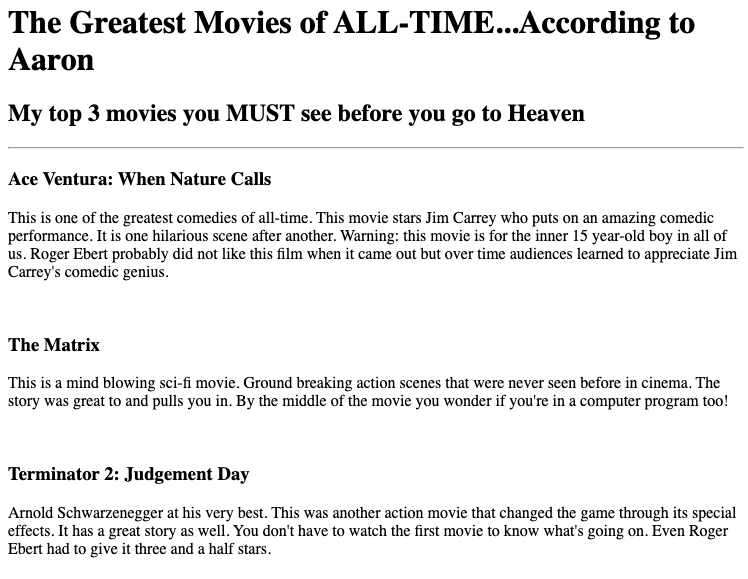 The Greatest Movies of ALL-TIME...According to
Aaron
My top 3 movies you MUST see before you go to Heaven
Ace Ventura: When Nature Calls
This is one of the greatest comedies of all-time. This movie stars Jim Carrey who puts on an amazing comedic
performance. It is one hilarious scene after another. Warning: this movie is for the inner 15 year-old boy in all of
us. Roger Ebert probably did not like this film when it came out but over time audiences learned to appreciate Jim
Carrey's comedic genius.
The Matrix
This is a mind blowing sci-fi movie. Ground breaking action scenes that were never seen before in cinema. The
story was great to and pulls you in. By the middle of the movie you wonder if you're in a computer program too!
Terminator 2: Judgement Day
Arnold Schwarzenegger at his very best. This was another action movie that changed the game through its special
effects. It has a great story as well. You don't have to watch the first movie to know what's going on. Even Roger
Ebert had to give it three and a half stars.